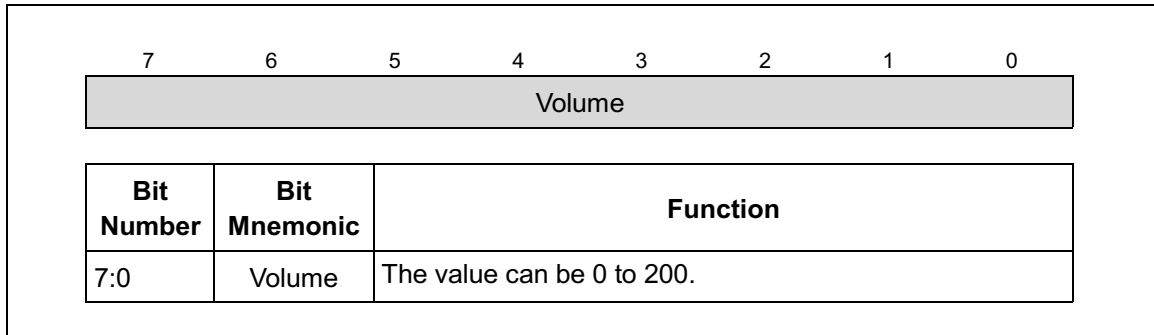 7 6 5 4 3 2 1 0
Volume
Bit Number Bit Mnemonic Function
7:0 Volume The value can be 0 to 200.